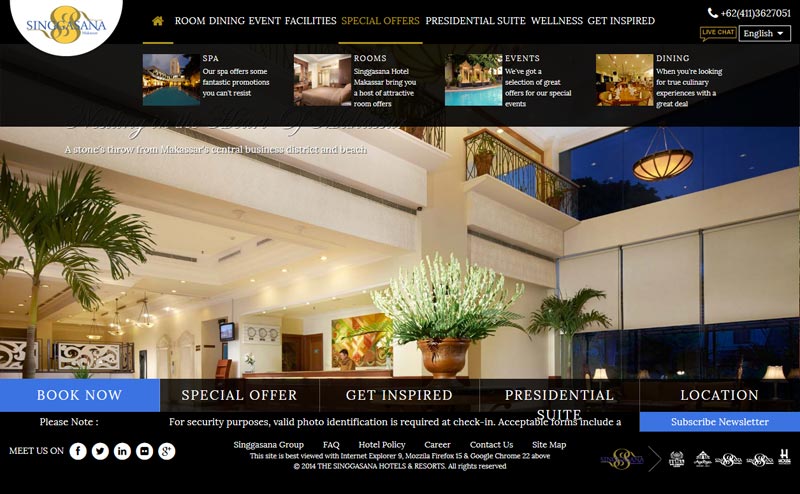 SINGGASANA
Makassar
ROOM DINING EVENT FACILITIES SPECIAL OFFERS PRESIDENTIAL SUITE WELLNESS GET INSPIRED
+62(411)3627051
LIVE CHAT
English
SPA
Our spa offers some
fantastic promotions
you can't resist
ROOMS
Singgasana Hotel
Makassar bring you
a host of attractive
room offers
EVENTS
We've got a
selection of great
offers for our special
events
DINING
When you're looking
for true culinary
experiences with a
great deal
A stone's throw from Makassar's central business district and beach
BOOK NOW
SPECIAL OFFER
GET INSPIRED
PRESIDENTIAL
SUITE
LOCATION
Please Note :
For security purposes, valid photo identification is required at check-in. Acceptable forms include a
Subscribe Newsletter
MEET US ON
Singgasana Group FAQ Hotel Policy Career Contact Us Site Map
This site is best viewed with Internet Explorer 9, Mozzila Firefox 15 & Google Chrome 22 above
© 2014 THE SINGGASANA HOTELS & RESORTS. All rights reserved
SINGGASANA